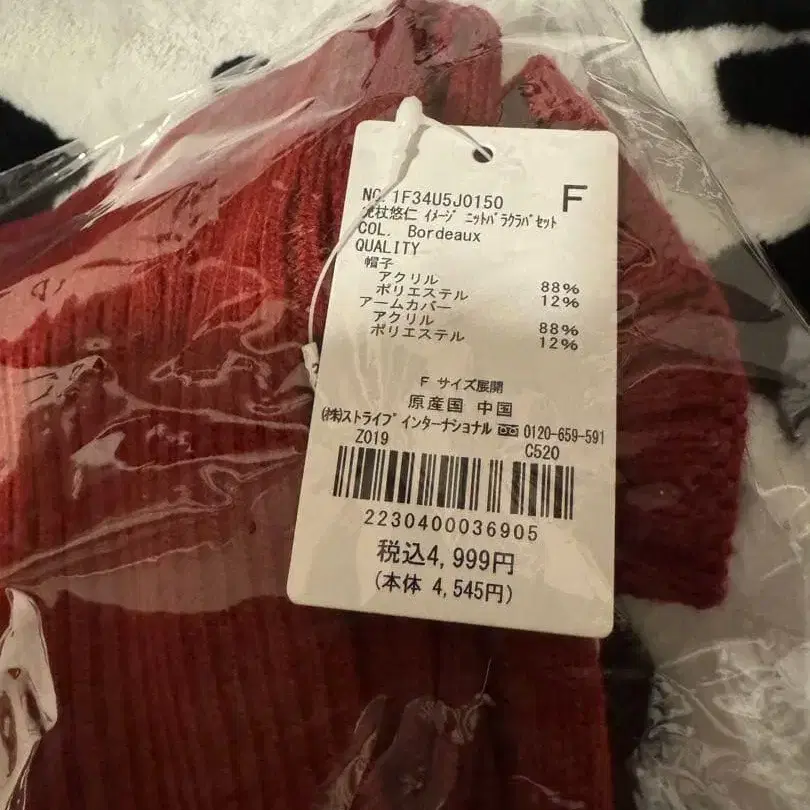 NO. 1F34U5J0150 F
虎杖悠仁 ｲﾒｰｼﾞ ﾆｯﾄﾊﾞﾗｸﾗﾊﾞｾｯﾄ
COL. Bordeaux
QUALITY
帽子
アクリル 88%
ポリエステル 12%
アームカバー
アクリル 88%
ポリエステル 12%
F サイズ展開
原産国 中国
㈱ストライプインターナショナル 0120-659-591
Z019 C520
2230400036905
税込4,999円
(本体 4,545円)